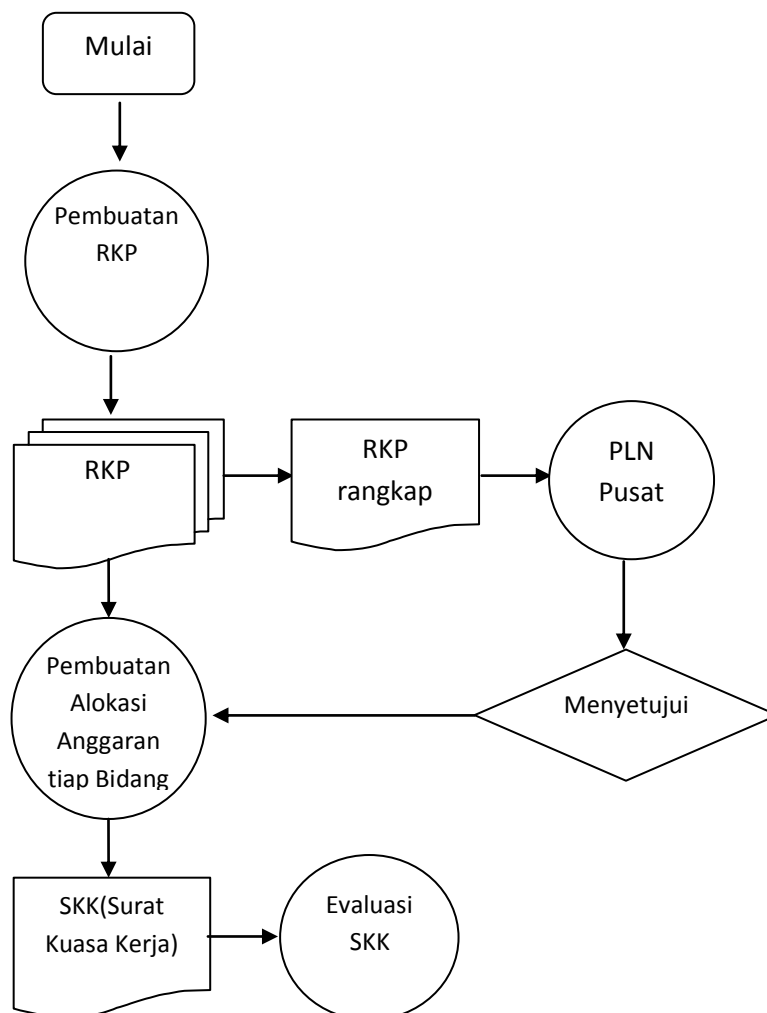 Mulai
Pembuatan
RKP
RKP
RKP
rangkap
PLN
Pusat
Pembuatan
Alokasi
Anggaran
tiap Bidang
Menyetujui
SKK(Surat
Kuasa Kerja)
Evaluasi
SKK